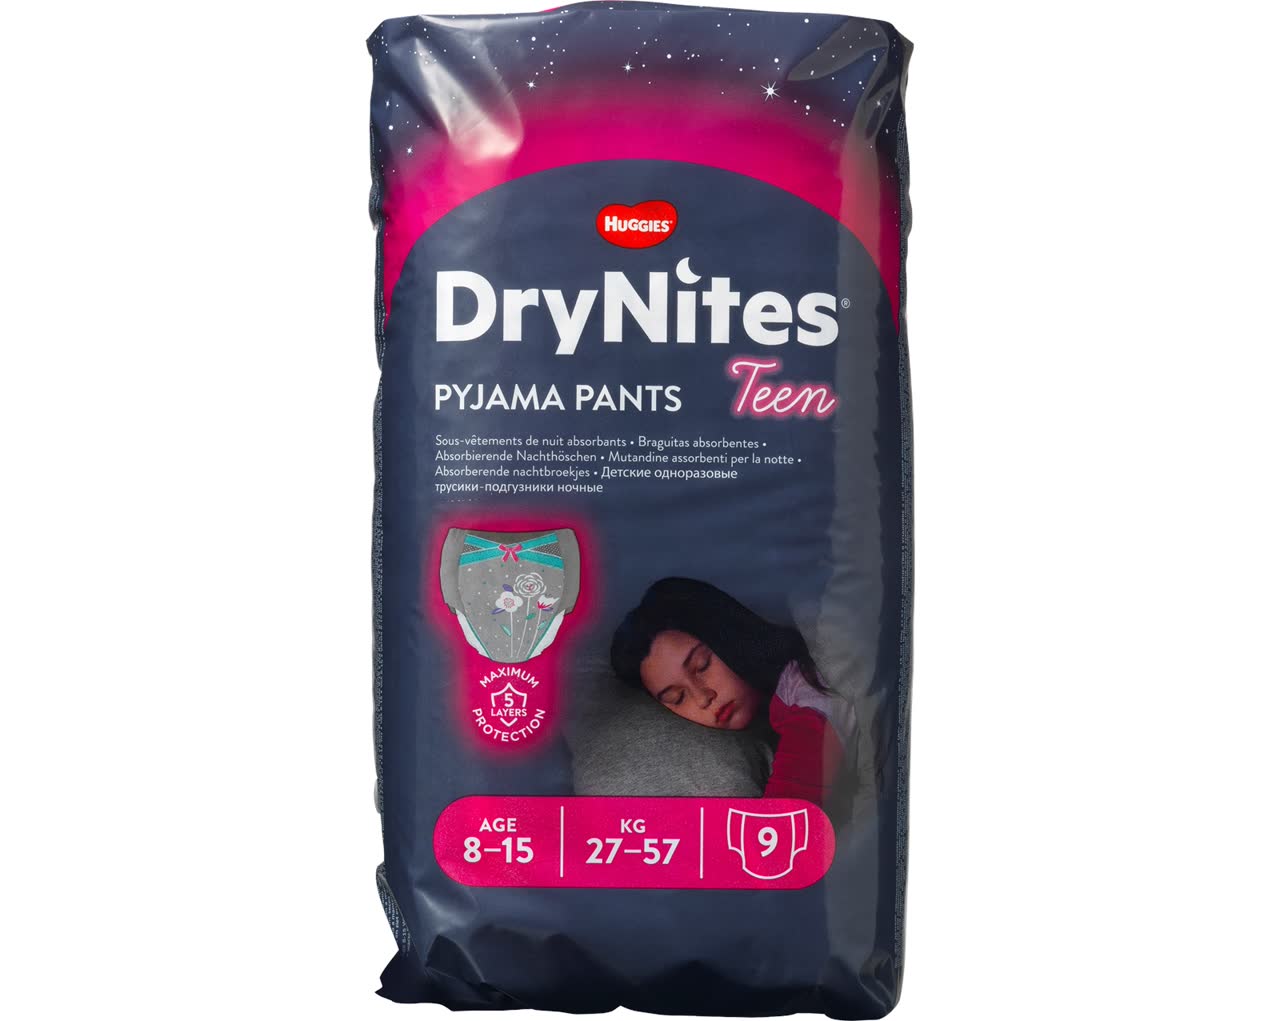 HUGGIES
DryNites®
PYJAMA PANTS Teen
Sous-vêtements de nuit absorbants • Braguitas absorbentes •
Absorbierende Nachthöschen • Mutandine assorbenti per la notte •
Absorberende nachtbroekjes • Детские одноразовые
трусики-подгузники ночные
MAXIMUM
5
LAYERS
PROTECTION
AGE
8–15
KG
27–57
9